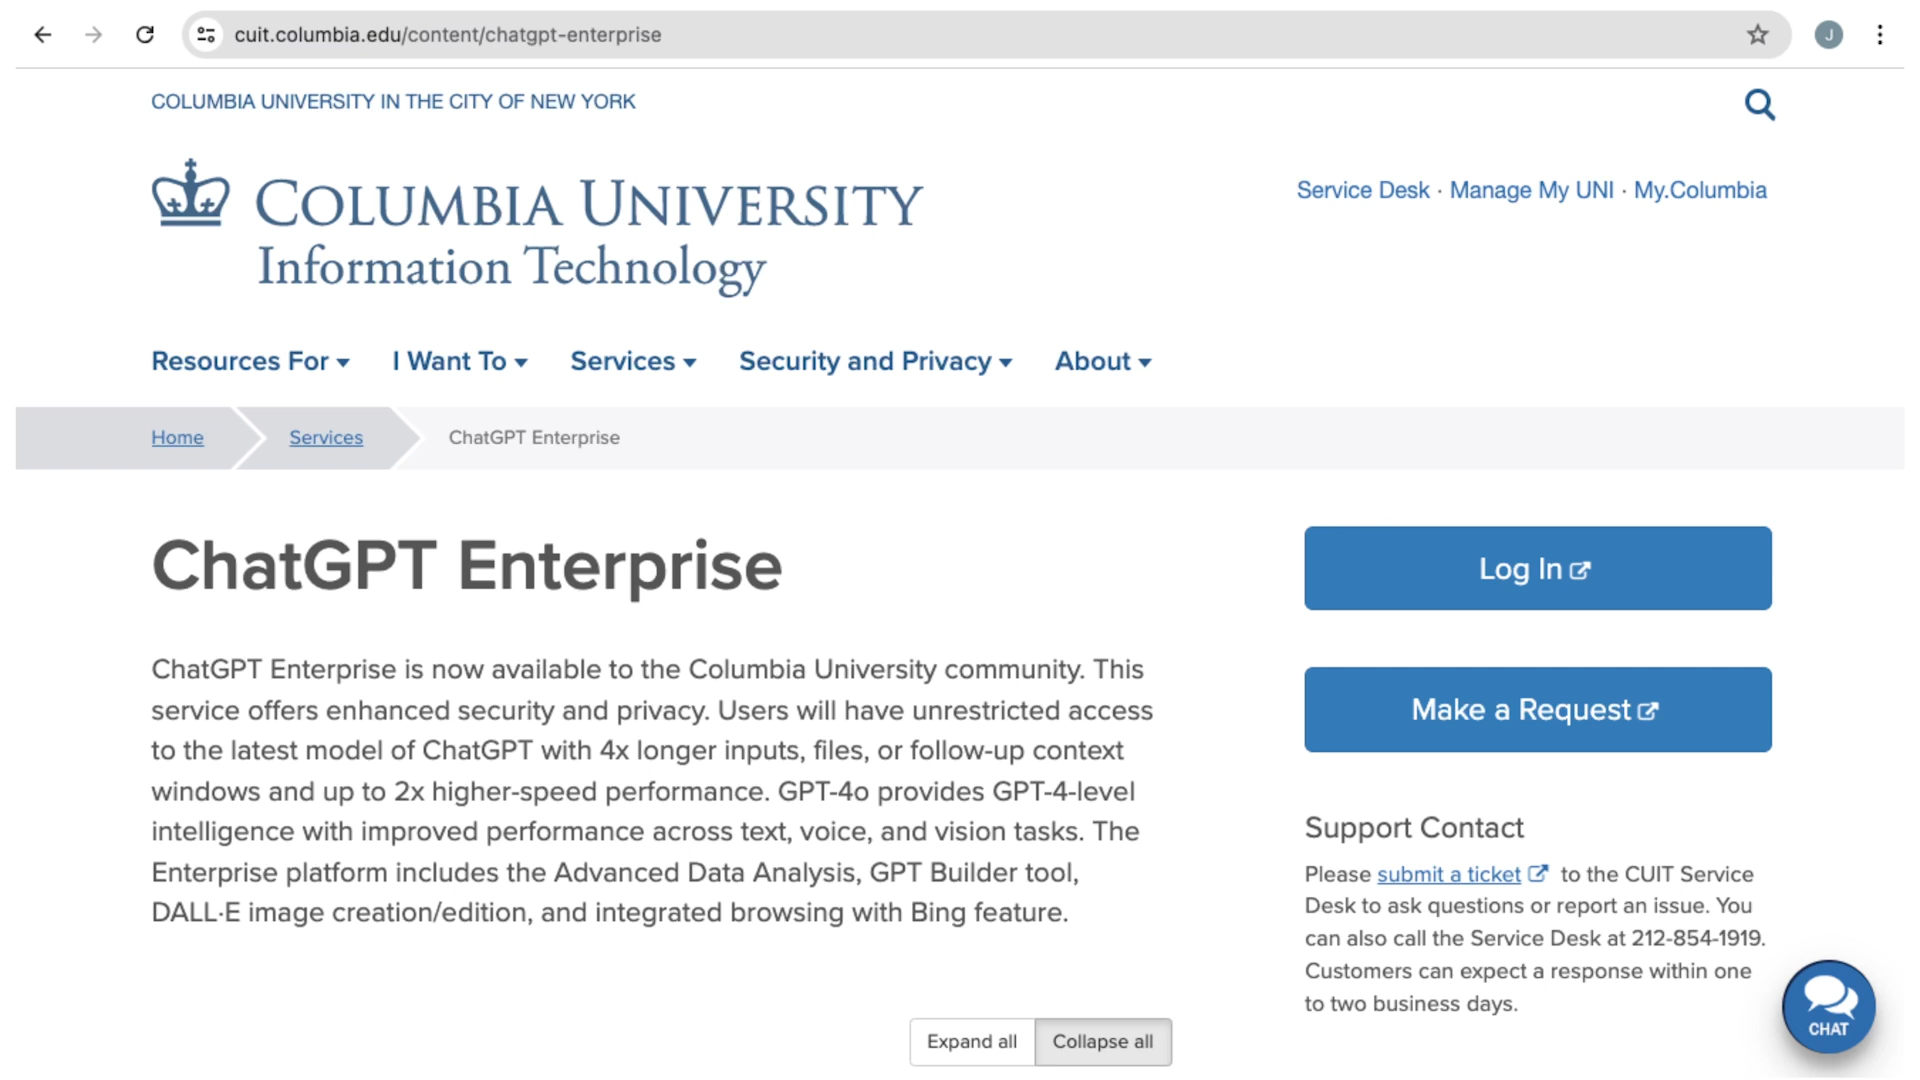 cuit.columbia.edu/content/chatgpt-enterprise
J
COLUMBIA UNIVERSITY IN THE CITY OF NEW YORK
COLUMBIA UNIVERSITY
Information Technology
Service Desk · Manage My UNI · My.Columbia
Resources For I Want To Services Security and Privacy About
Home Services ChatGPT Enterprise
ChatGPT Enterprise
ChatGPT Enterprise is now available to the Columbia University community. This
service offers enhanced security and privacy. Users will have unrestricted access
to the latest model of ChatGPT with 4x longer inputs, files, or follow-up context
windows and up to 2x higher-speed performance. GPT-4o provides GPT-4-level
intelligence with improved performance across text, voice, and vision tasks. The
Enterprise platform includes the Advanced Data Analysis, GPT Builder tool,
DALL·E image creation/edition, and integrated browsing with Bing feature.
Expand all Collapse all
Log In
Make a Request
Support Contact
Please submit a ticket to the CUIT Service
Desk to ask questions or report an issue. You
can also call the Service Desk at 212-854-1919.
Customers can expect a response within one
to two business days.
CHAT